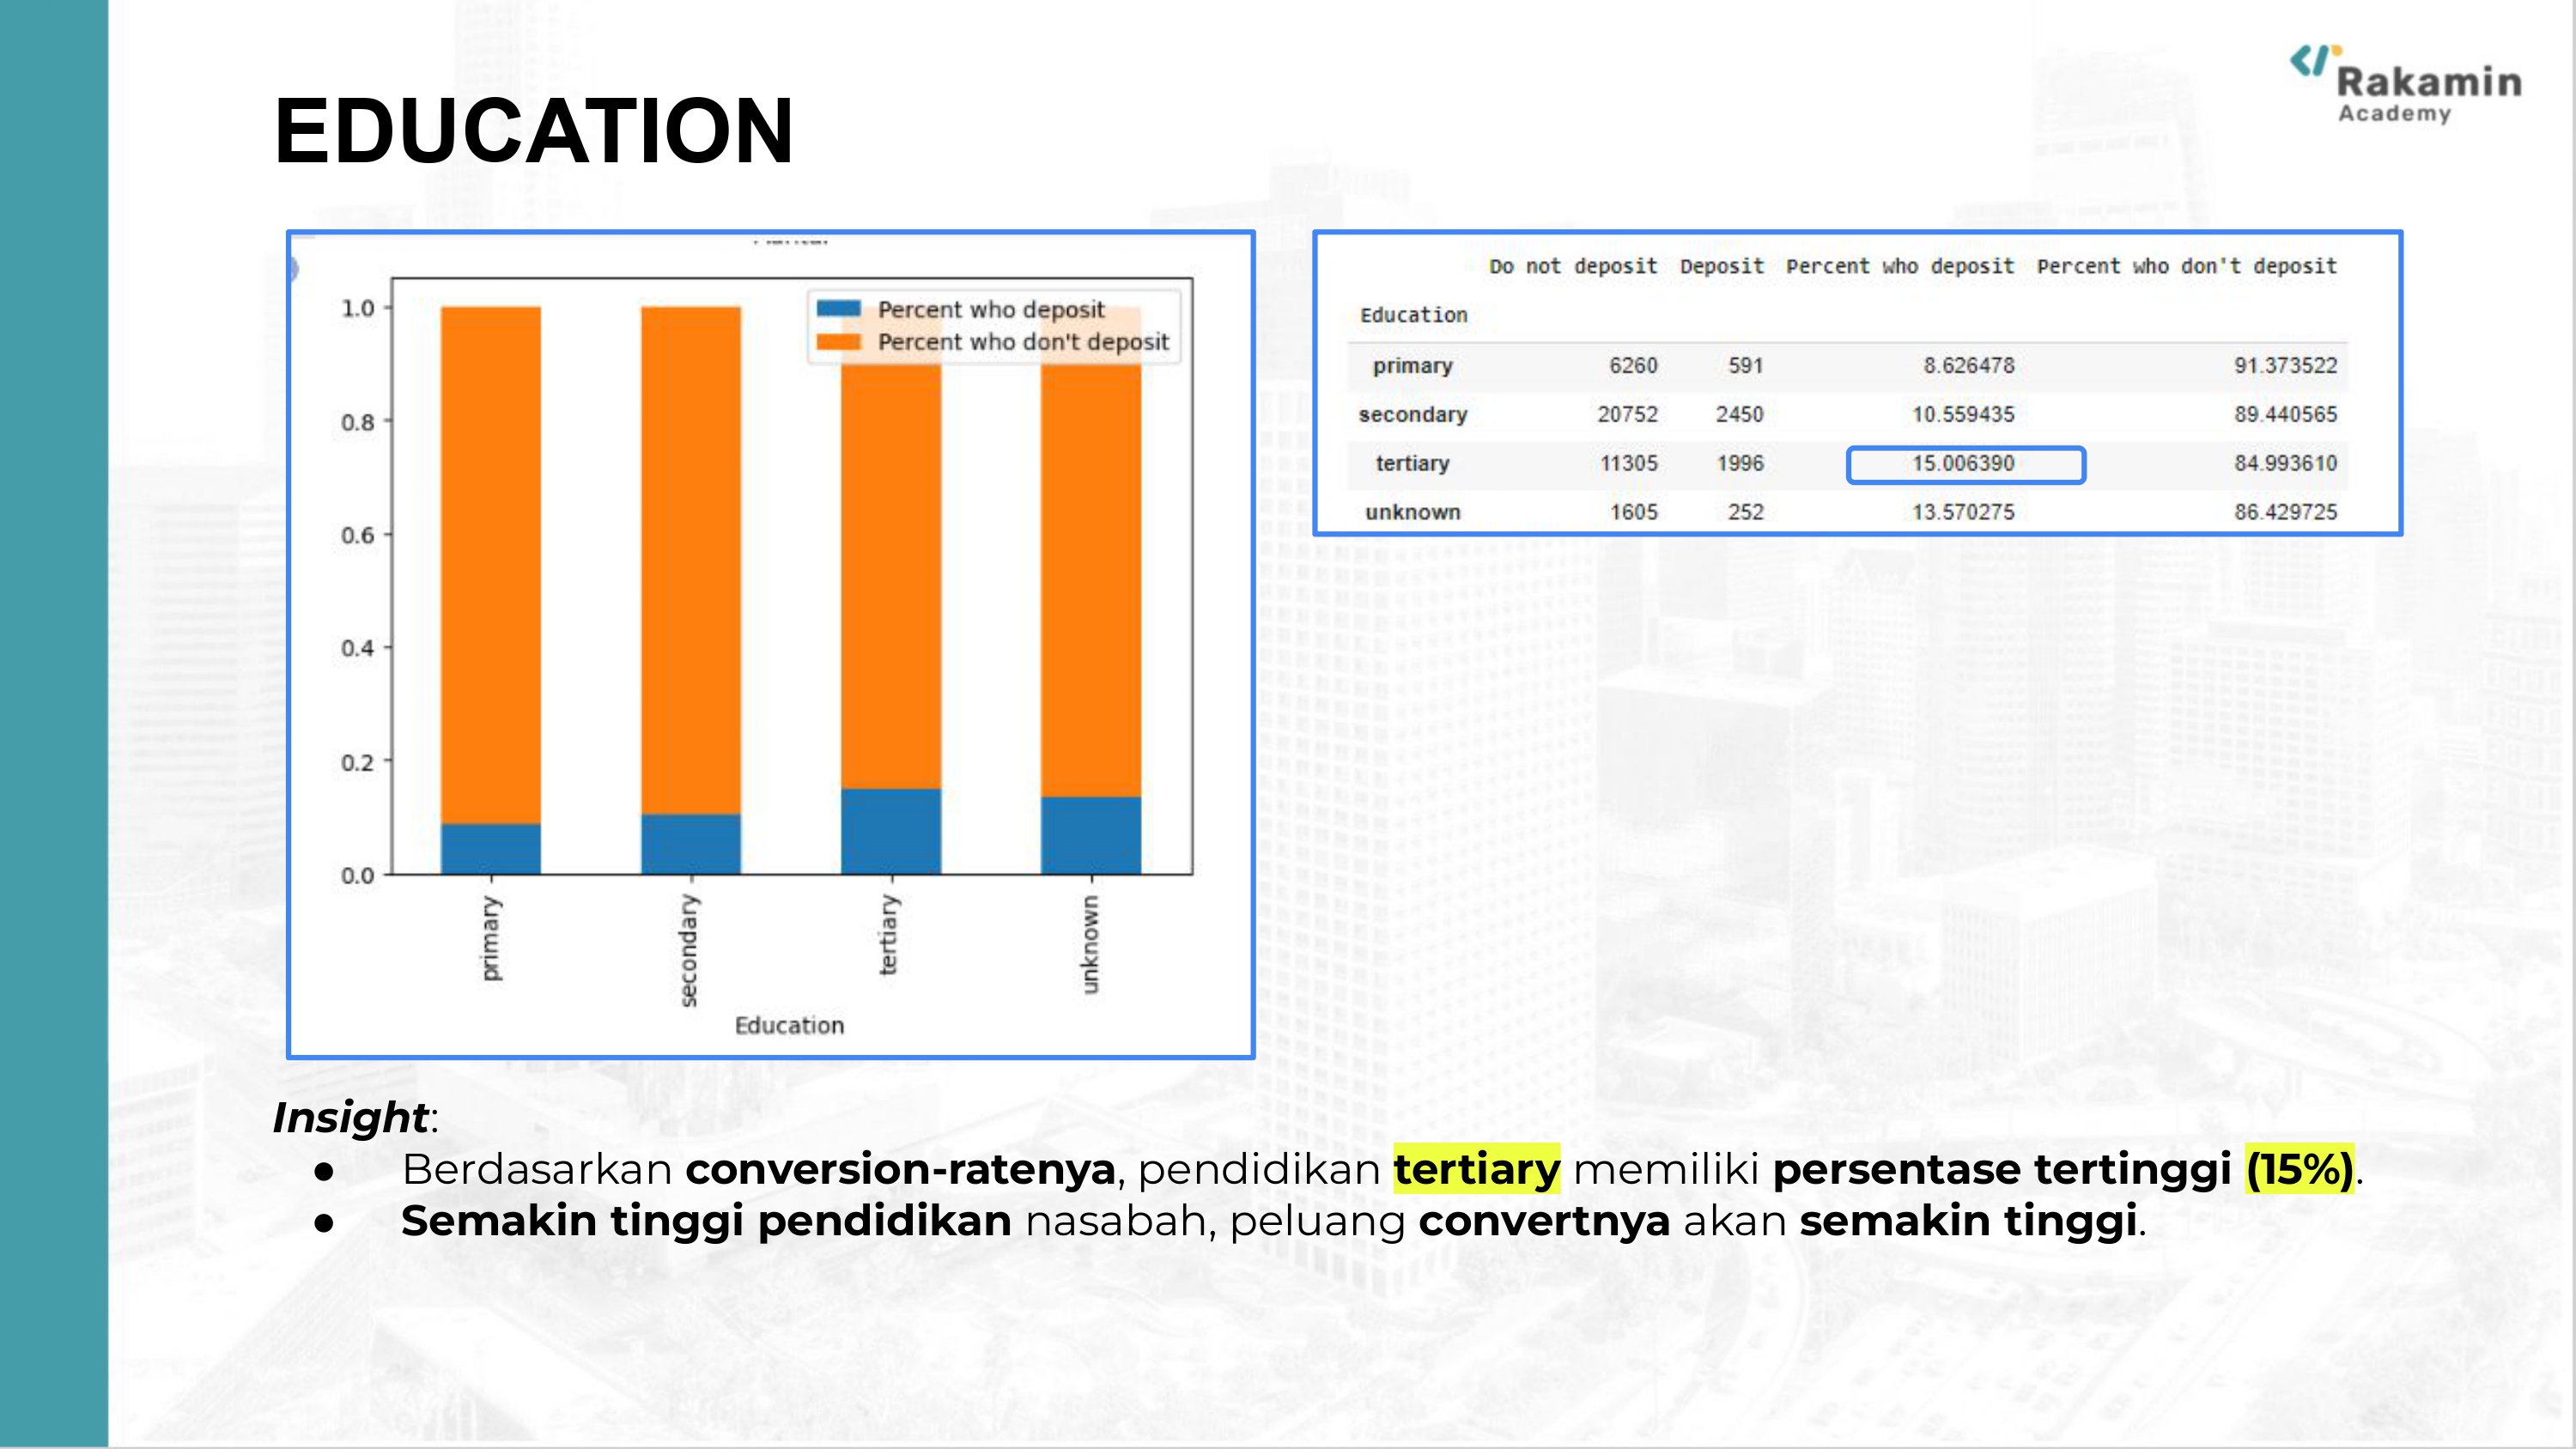 Rakamin
Academy
EDUCATION
1.0
0.8
0.6
0.4
0.2
0.0
Percent who deposit
Percent who don't deposit
primary
secondary
tertiary
unknown
Education
Do not deposit Deposit Percent who deposit Percent who don't deposit
Education
primary 6260 591 8.626478 91.373522
secondary 20752 2450 10.559435 89.440565
tertiary 11305 1996 15.006390 84.993610
unknown 1605 252 13.570275 86.429725
Insight:
● Berdasarkan conversion-ratenya, pendidikan tertiary memiliki persentase tertinggi (15%).
● Semakin tinggi pendidikan nasabah, peluang convertnya akan semakin tinggi.